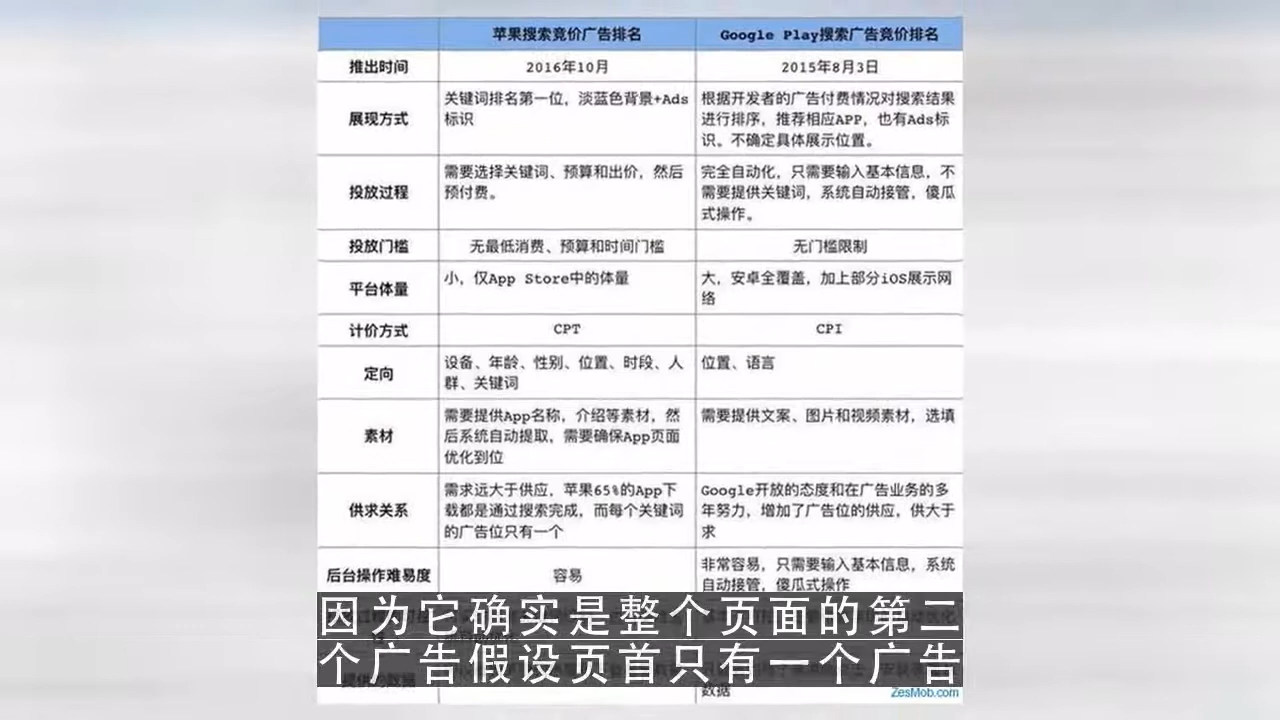 苹果搜索竞价广告排名
Google Play搜索广告竞价排名
推出时间
2016年10月
2015年8月3日
展现方式
关键词排名第一位，淡蓝色背景+Ads
标识
根据开发者的广告付费情况对搜索结果
进行排序，推荐相应APP，也有Ads标
识。不确定具体展示位置。
投放过程
需要选择关键词、预算和出价，然后
预付费。
完全自动化，只需要输入基本信息，不
需要提供关键词，系统自动接管，傻瓜
式操作。
投放门槛
无最低消费、预算和时间门槛
无门槛限制
平台体量
小，仅App Store中的体量
大，安卓全覆盖，加上部分iOS展示网
络
计价方式
CPT
CPI
定向
设备、年龄、性别、位置、时段、人
群、关键词
位置、语言
素材
需要提供App名称，介绍等素材，然
后系统自动提取，需要确保App页面
优化到位
需要提供文案、图片和视频素材，选填
供求关系
需求远大于供应，苹果65%的App下
载都是通过搜索完成，而每个关键词
的广告位只有一个
Google开放的态度和在广告业务的多
年努力，增加了广告位的供应，供大于
求
后台操作难易度
容易
非常容易，只需要输入基本信息，系统
自动接管，傻瓜式操作
因为它确实是整个页面的第二
个广告假设页首只有一个广告
数据
ZesMob.com